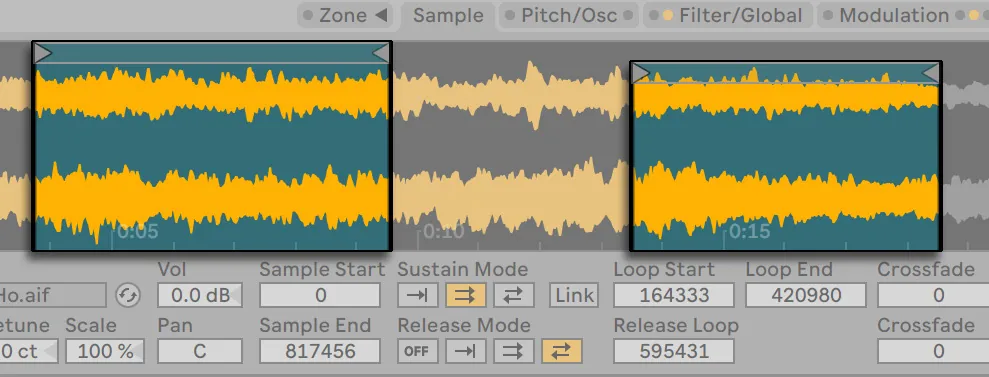 Zone Sample Pitch/Osc Filter/Global Modulation
0:05 0:10 0:15
Vol Sample Start Sustain Mode Loop Start Loop End Crossfade
Ho.aif 0.0 dB 0 Link 164333 420980 0
etune Scale Pan Sample End Release Mode Release Loop Crossfade
0 ct 100 % C 817456 OFF 595431 0